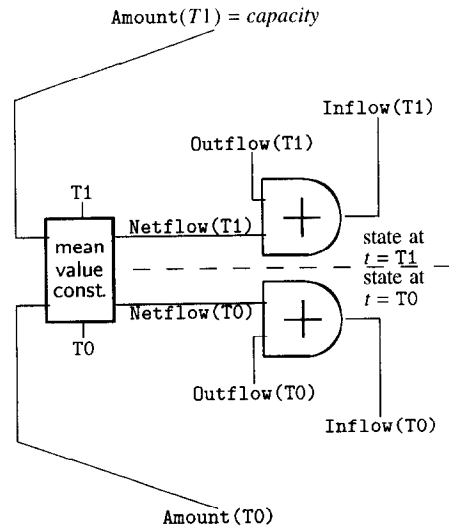 Amount(T1) = capacity
Inflow(T1)
Outflow(T1)
T1
Netflow(T1)
mean
value
const.
state at
t = T1
state at
t = T0
Netflow(T0)
T0
Outflow(T0)
Inflow(T0)
Amount(T0)